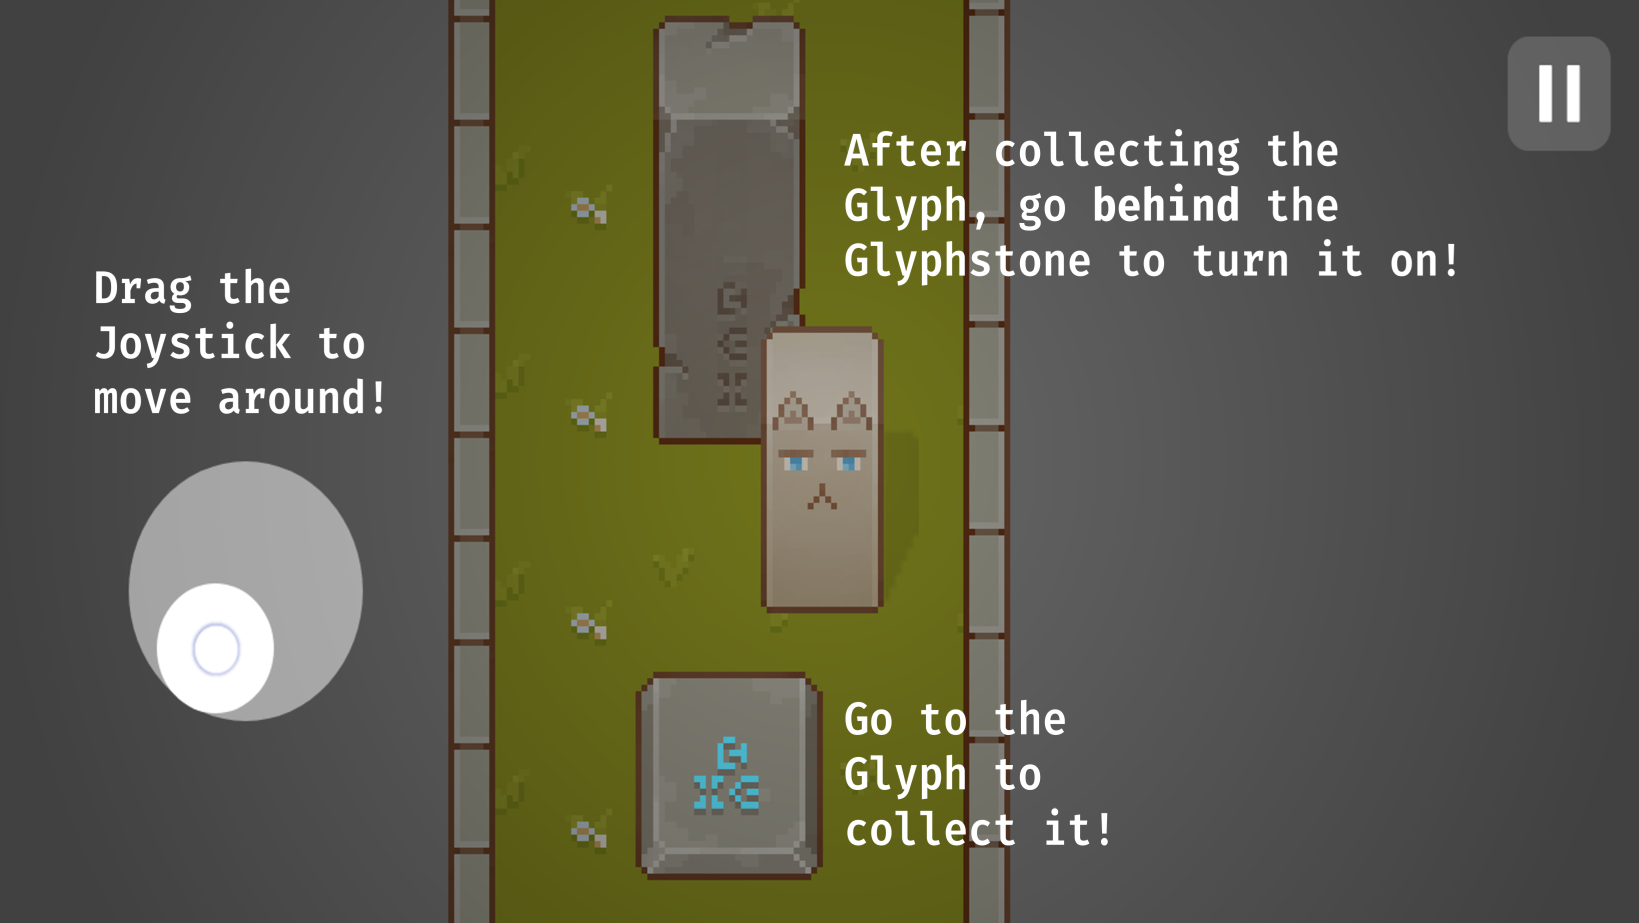 After collecting the
Glyph, go behind the
Glyphstone to turn it on!
Drag the
Joystick to
move around!
Go to the
Glyph to
collect it!